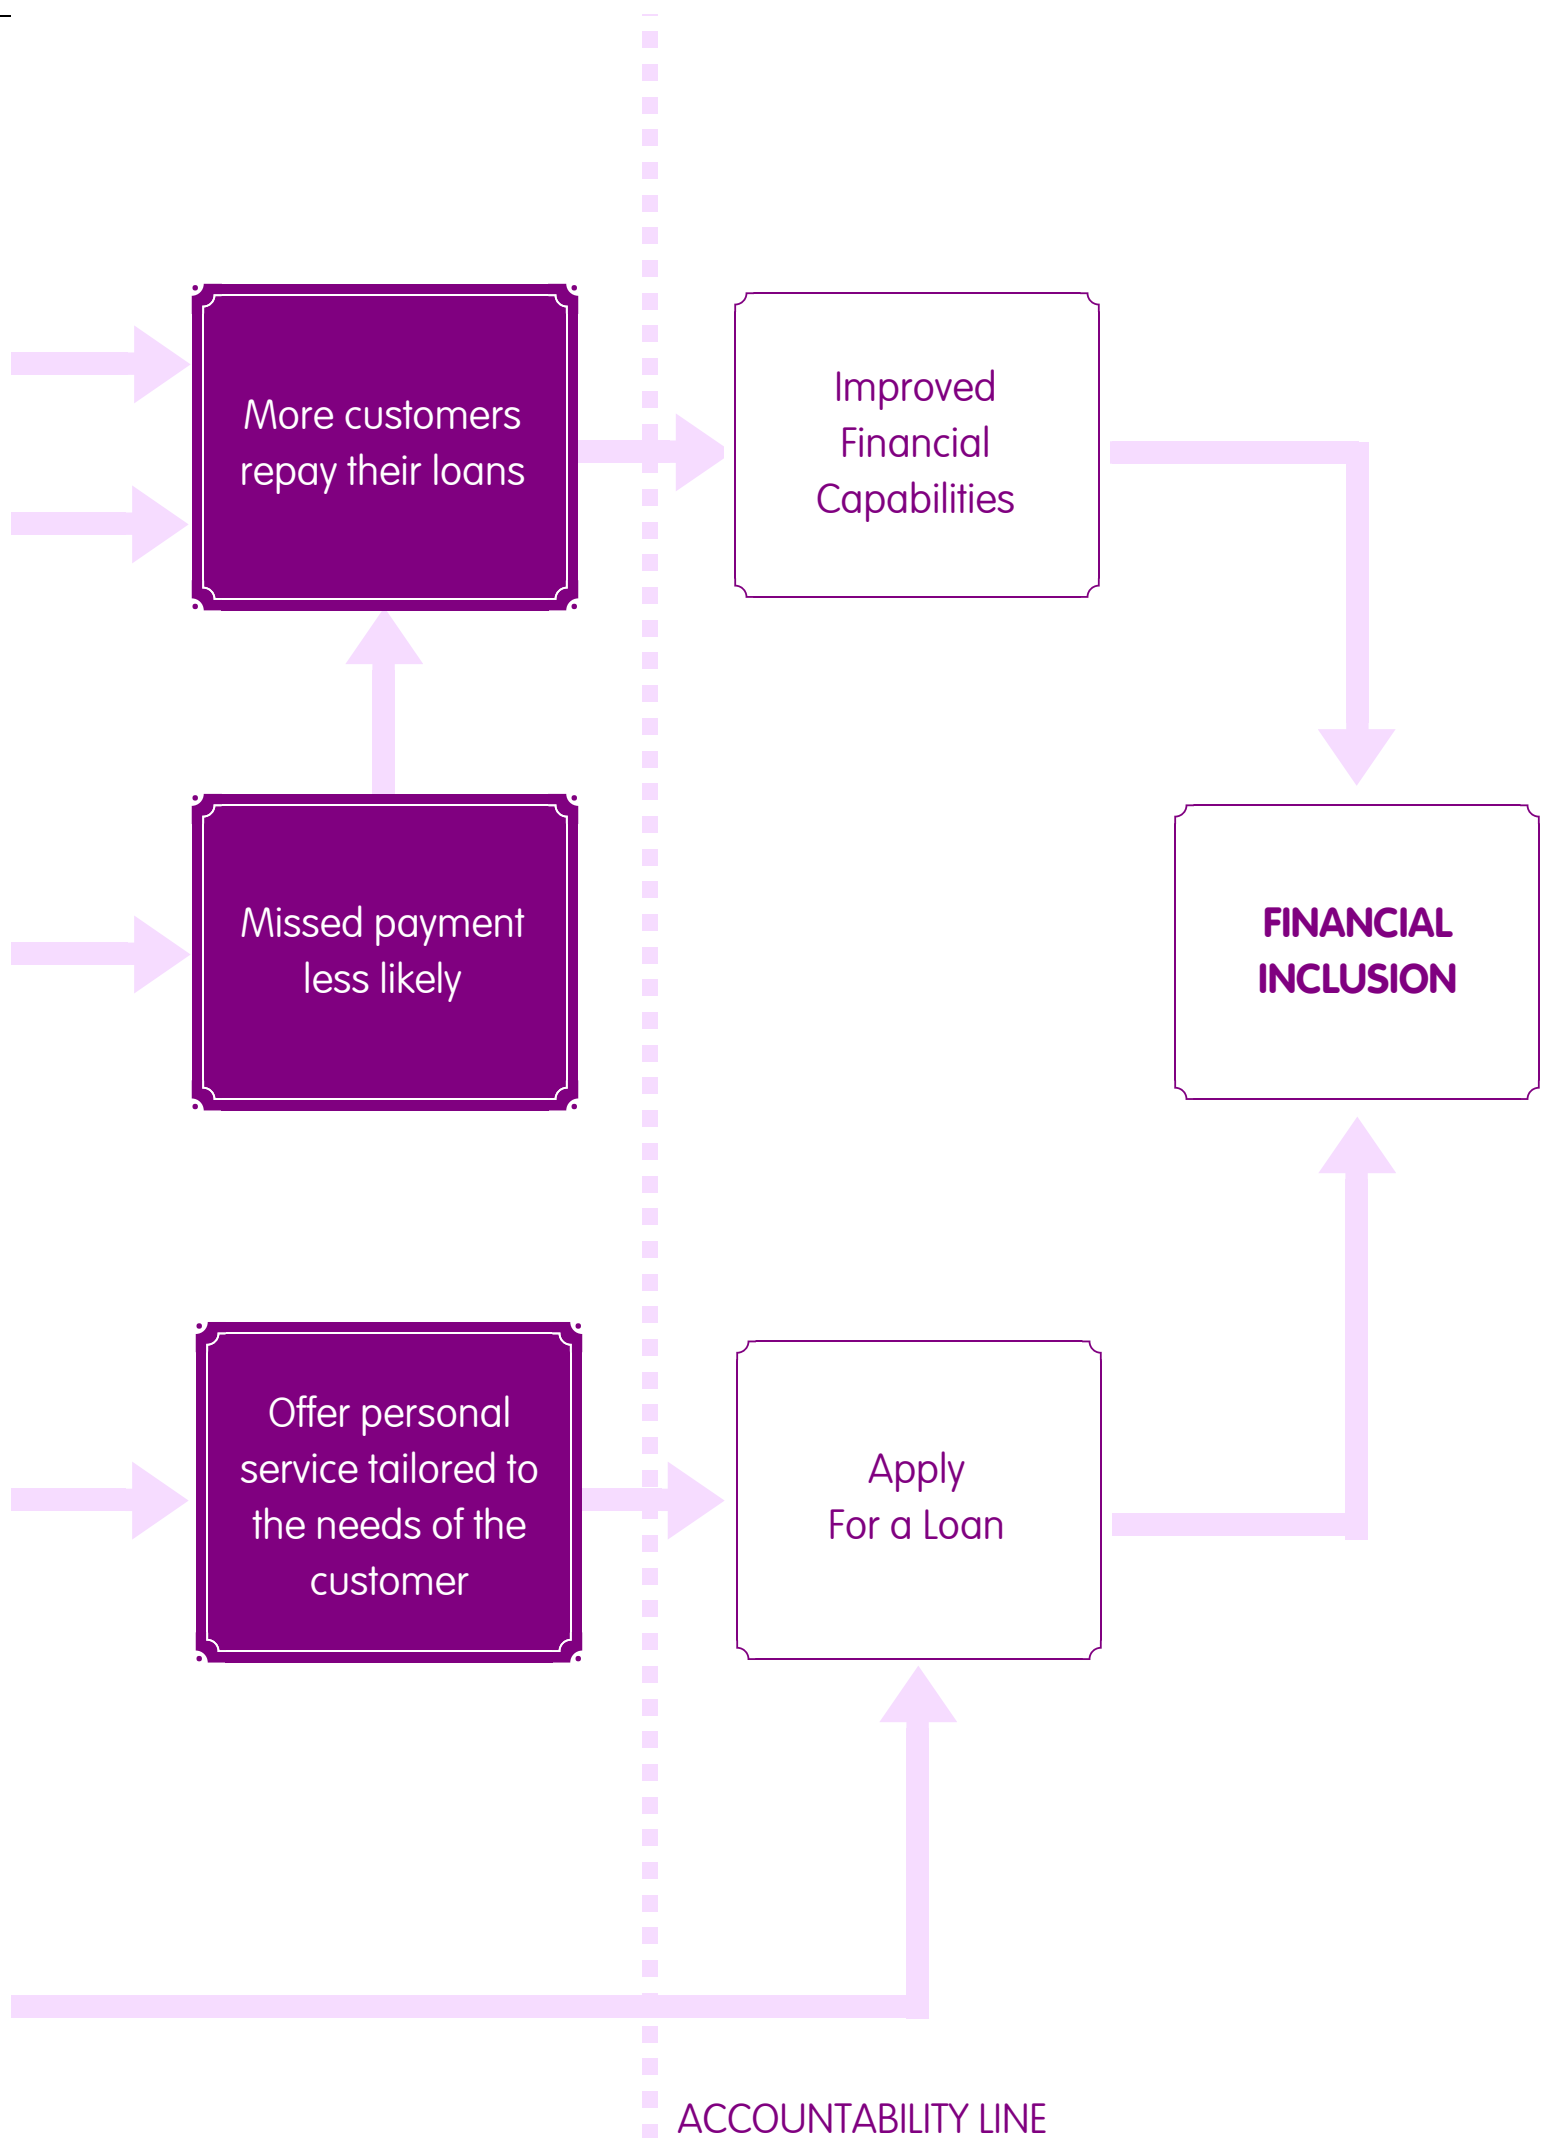 More customers
repay their loans
Improved
Financial
Capabilities
Missed payment
less likely
FINANCIAL
INCLUSION
Offer personal
service tailored to
the needs of the
customer
Apply
For a Loan
ACCOUNTABILITY LINE